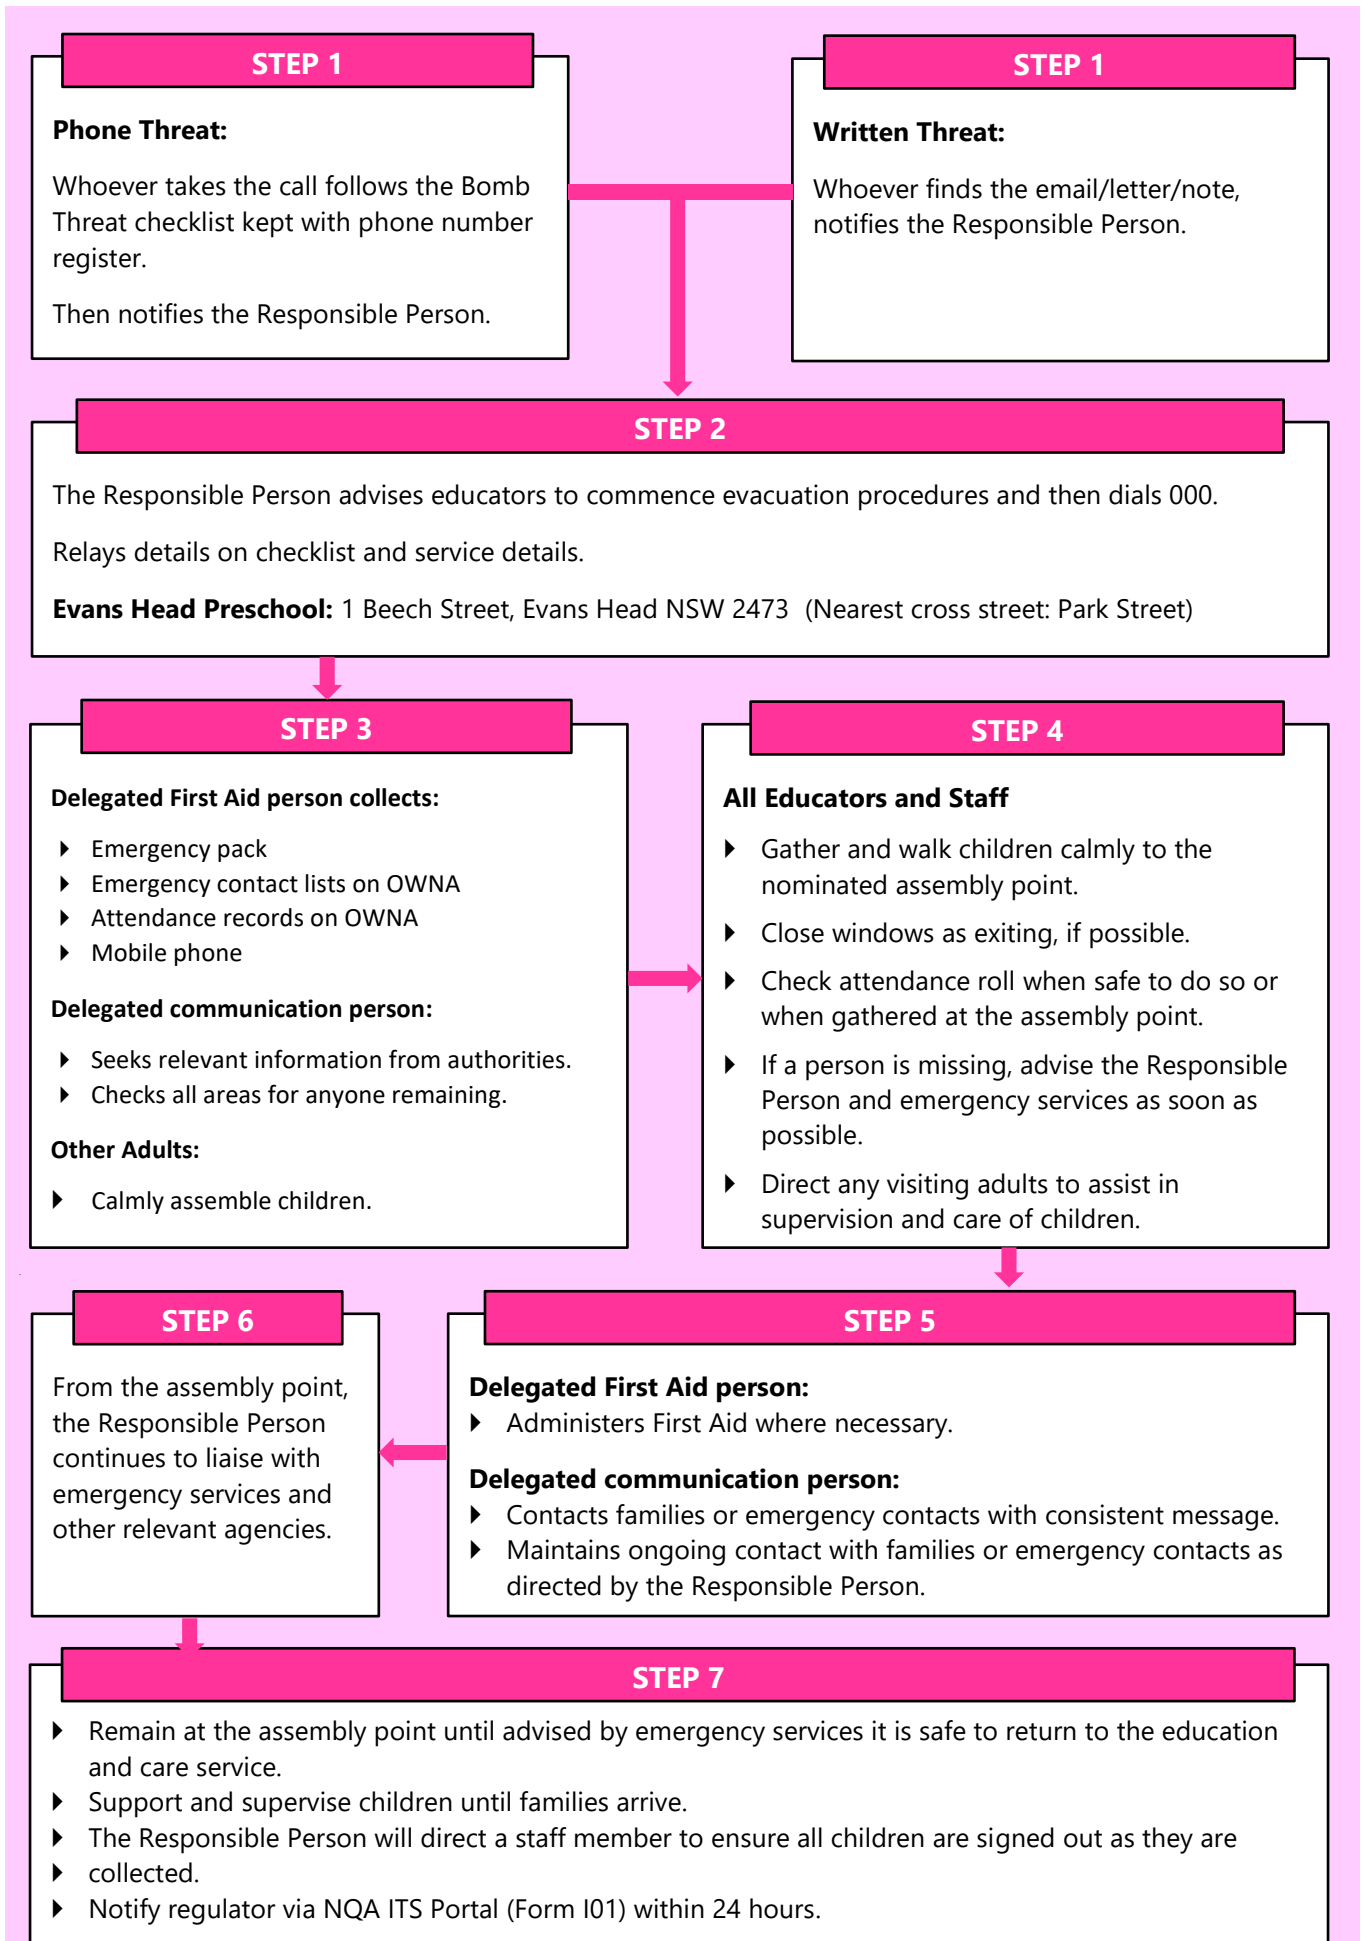 STEP 1
Phone Threat:
Whoever takes the call follows the Bomb
Threat checklist kept with phone number
register.
Then notifies the Responsible Person.
STEP 1
Written Threat:
Whoever finds the email/letter/note,
notifies the Responsible Person.
STEP 2
The Responsible Person advises educators to commence evacuation procedures and then dials 000.
Relays details on checklist and service details.
Evans Head Preschool: 1 Beech Street, Evans Head NSW 2473 (Nearest cross street: Park Street)
STEP 3
Delegated First Aid person collects:
Emergency pack
Emergency contact lists on OWNA
Attendance records on OWNA
Mobile phone
Delegated communication person:
Seeks relevant information from authorities.
Checks all areas for anyone remaining.
Other Adults:
Calmly assemble children.
STEP 4
All Educators and Staff
Gather and walk children calmly to the
nominated assembly point.
Close windows as exiting, if possible.
Check attendance roll when safe to do so or
when gathered at the assembly point.
If a person is missing, advise the Responsible
Person and emergency services as soon as
possible.
Direct any visiting adults to assist in
supervision and care of children.
STEP 5
Delegated First Aid person:
Administers First Aid where necessary.
Delegated communication person:
Contacts families or emergency contacts with consistent message.
Maintains ongoing contact with families or emergency contacts as
directed by the Responsible Person.
STEP 6
From the assembly point,
the Responsible Person
continues to liaise with
emergency services and
other relevant agencies.
STEP 7
Remain at the assembly point until advised by emergency services it is safe to return to the education
and care service.
Support and supervise children until families arrive.
The Responsible Person will direct a staff member to ensure all children are signed out as they are
collected.
Notify regulator via NQA ITS Portal (Form I01) within 24 hours.